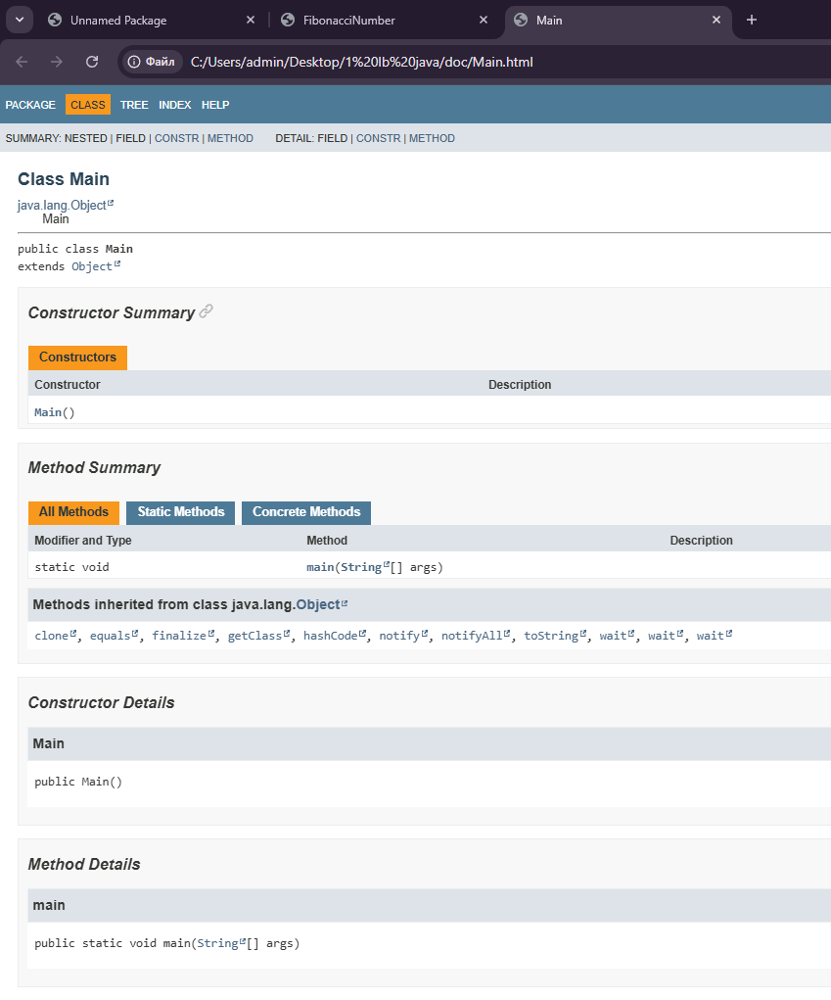 Unnamed Package
FibonacciNumber
Main
Файл C:/Users/admin/Desktop/1%20lb%20java/doc/Main.html
PACKAGE CLASS TREE INDEX HELP
SUMMARY: NESTED | FIELD | CONSTR | METHOD DETAIL: FIELD | CONSTR | METHOD
Class Main
java.lang.Object
Main
public class Main
extends Object
Constructor Summary
Constructors
Constructor Description
Main()
Method Summary
All Methods Static Methods Concrete Methods
Modifier and Type Method Description
static void main(String[] args)
Methods inherited from class java.lang.Object
clone, equals, finalize, getClass, hashCode, notify, notifyAll, toString, wait, wait, wait
Constructor Details
Main
public Main()
Method Details
main
public static void main(String[] args)